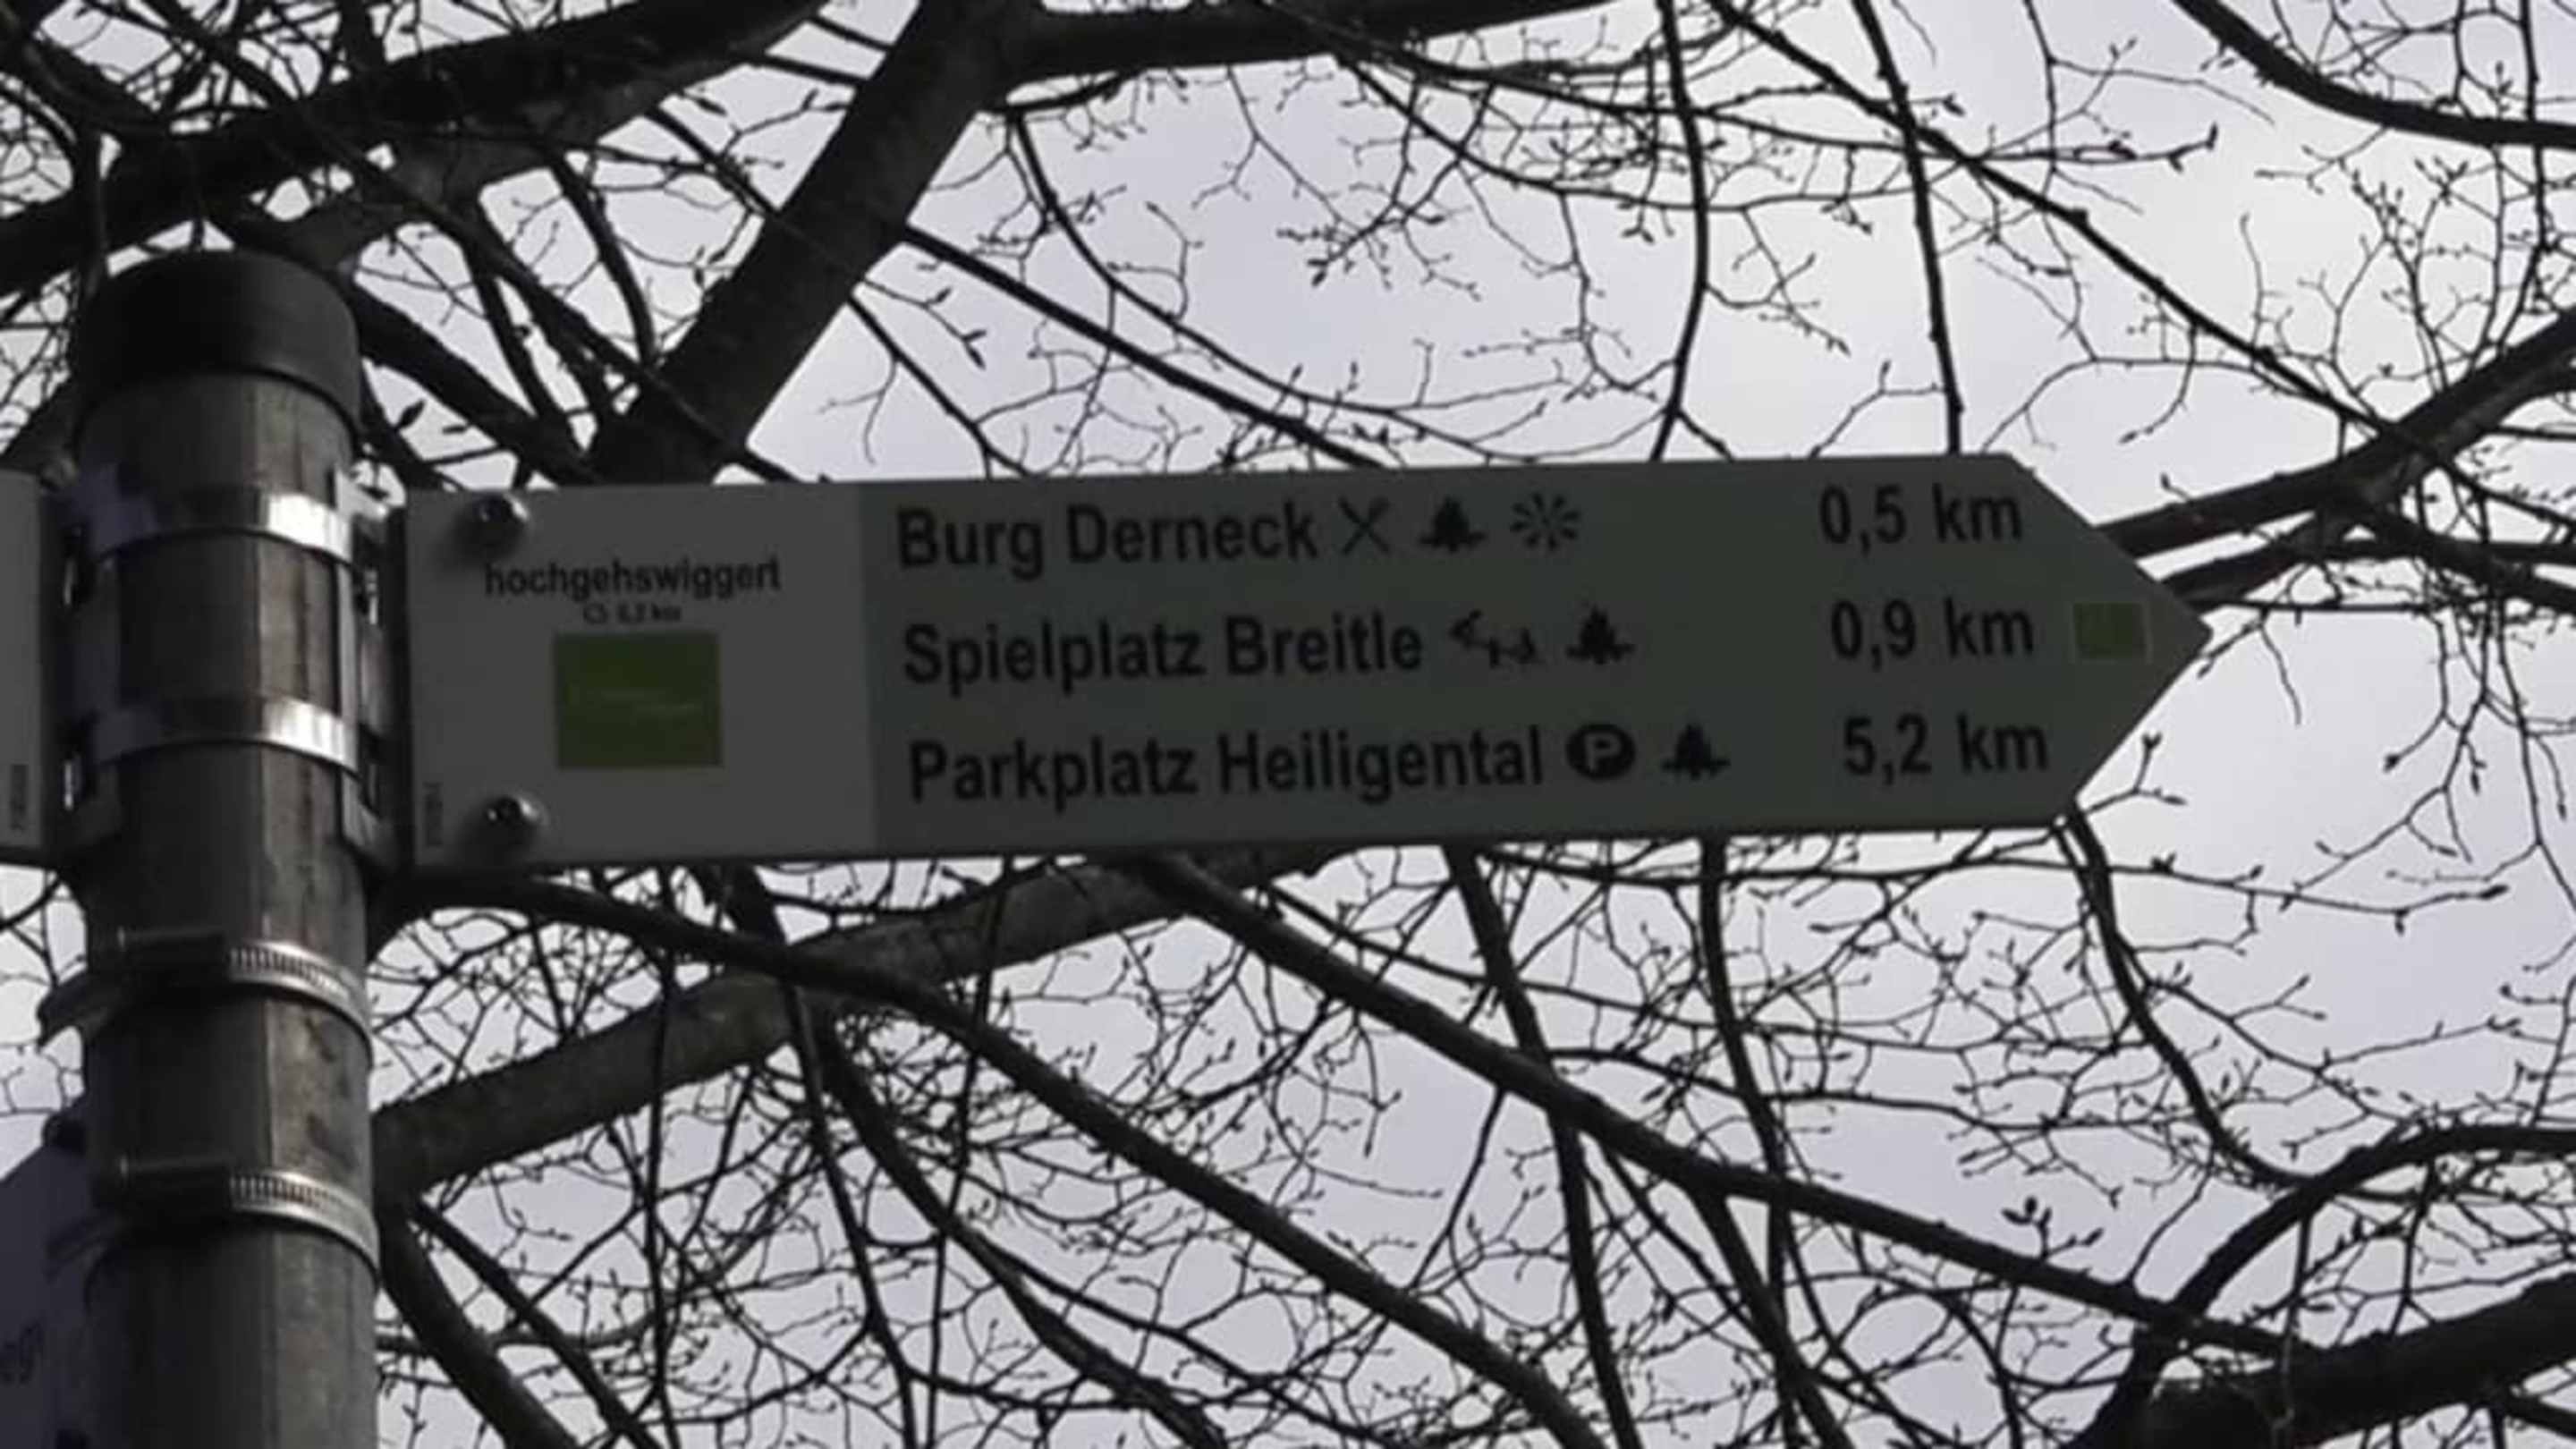 hochgehswiggert
Burg Derneck 0,5 km
Spielplatz Breitle 0,9 km
Parkplatz Heiligental P 5,2 km